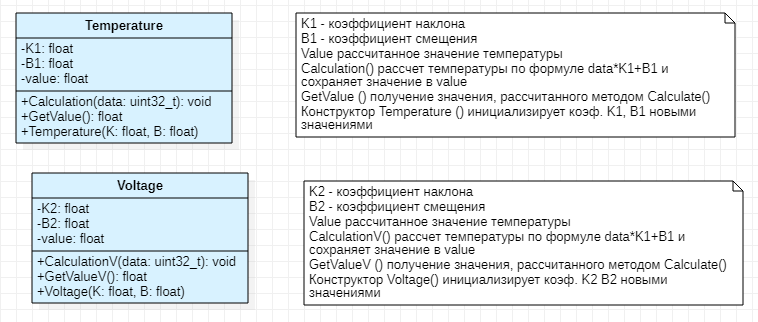 Temperature
-K1: float
-B1: float
-value: float
+Calculation(data: uint32_t): void
+GetValue(): float
+Temperature(K: float, B: float)
K1 - коэффициент наклона
B1 - коэффициент смещения
Value рассчитанное значение температуры
Calculation() рассчет температуры по формуле data*K1+B1 и
сохраняет значение в value
GetValue () получение значения, рассчитанного методом Calculate()
Конструктор Temperature () инициализирует коэф. K1, B1 новыми
значениями
Voltage
-K2: float
-B2: float
-value: float
+CalculationV(data: uint32_t): void
+GetValueV(): float
+Voltage(K: float, B: float)
K2 - коэффициент наклона
B2 - коэффициент смещения
Value рассчитанное значение температуры
CalculationV() рассчет температуры по формуле data*K1+B1 и
сохраняет значение в value
GetValueV () получение значения, рассчитанного методом Calculate()
Конструктор Voltage() инициализирует коэф. K2 B2 новыми
значениями